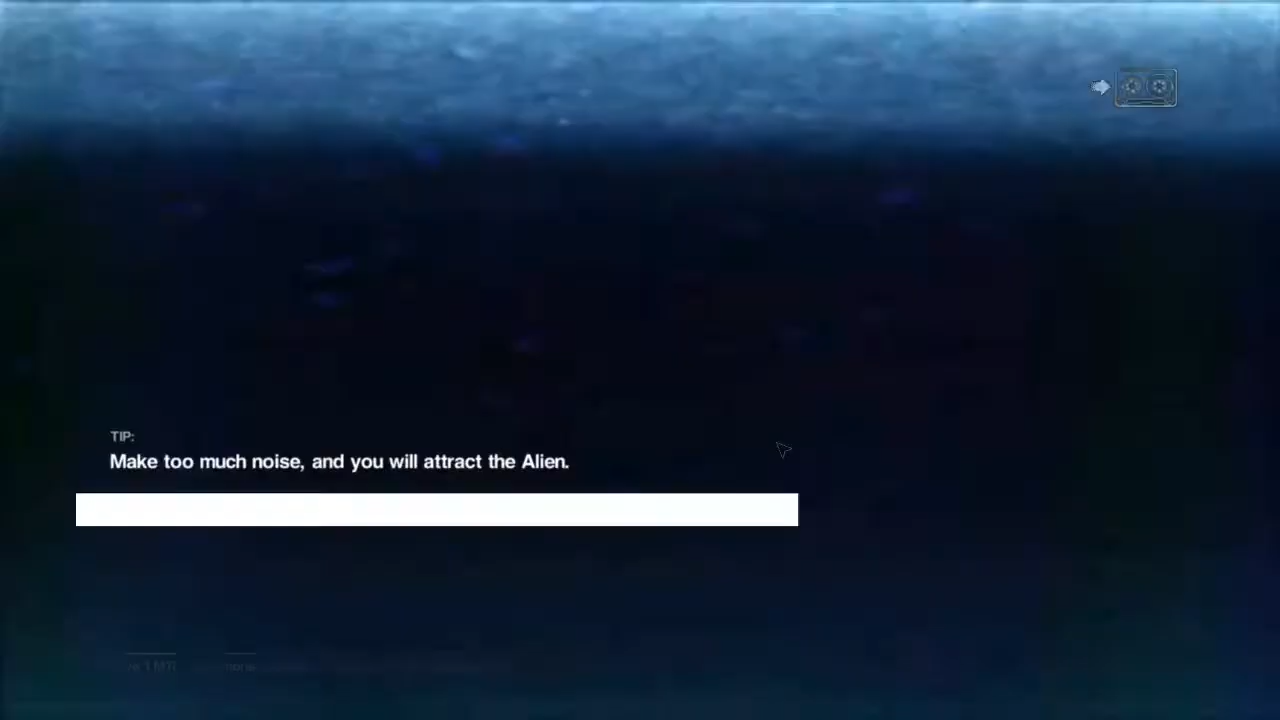 TIP:
Make too much noise, and you will attract the Alien.